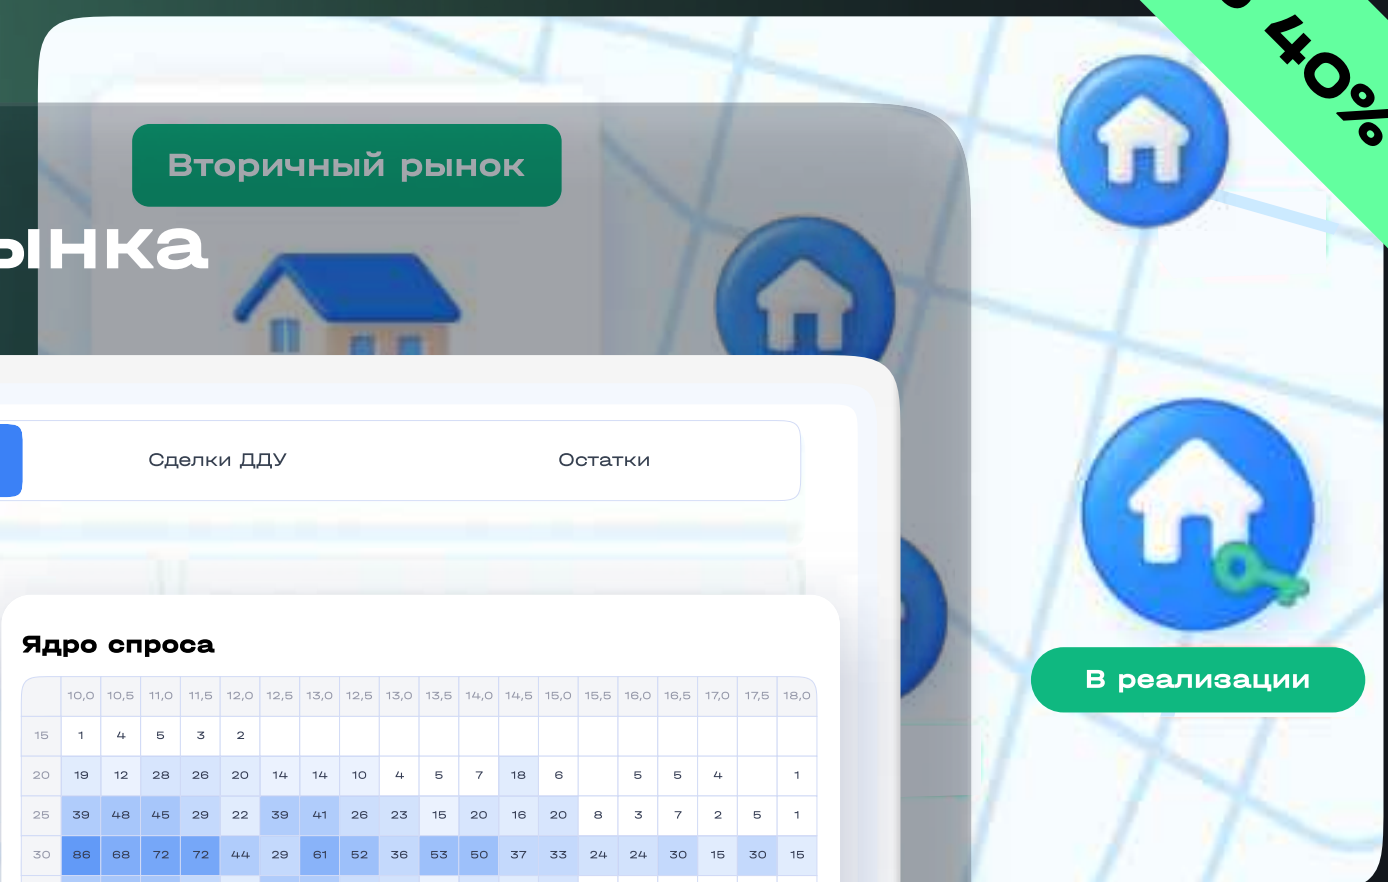 40%
Вторичный рынок
ынка
Сделки ДДУ Остатки
В реализации
Ядро спроса
10,0 10,5 11,0 11,5 12,0 12,5 13,0 12,5 13,0 13,5 14,0 14,5 15,0 15,5 16,0 16,5 17,0 17,5 18,0
15 1 4 5 3 2
20 19 12 28 26 20 14 14 10 4 5 7 18 6 5 5 4 1
25 39 48 45 29 22 39 41 26 23 15 20 16 20 8 3 7 2 5 1
30 86 68 72 72 44 29 61 52 36 53 50 37 33 24 24 30 15 30 15